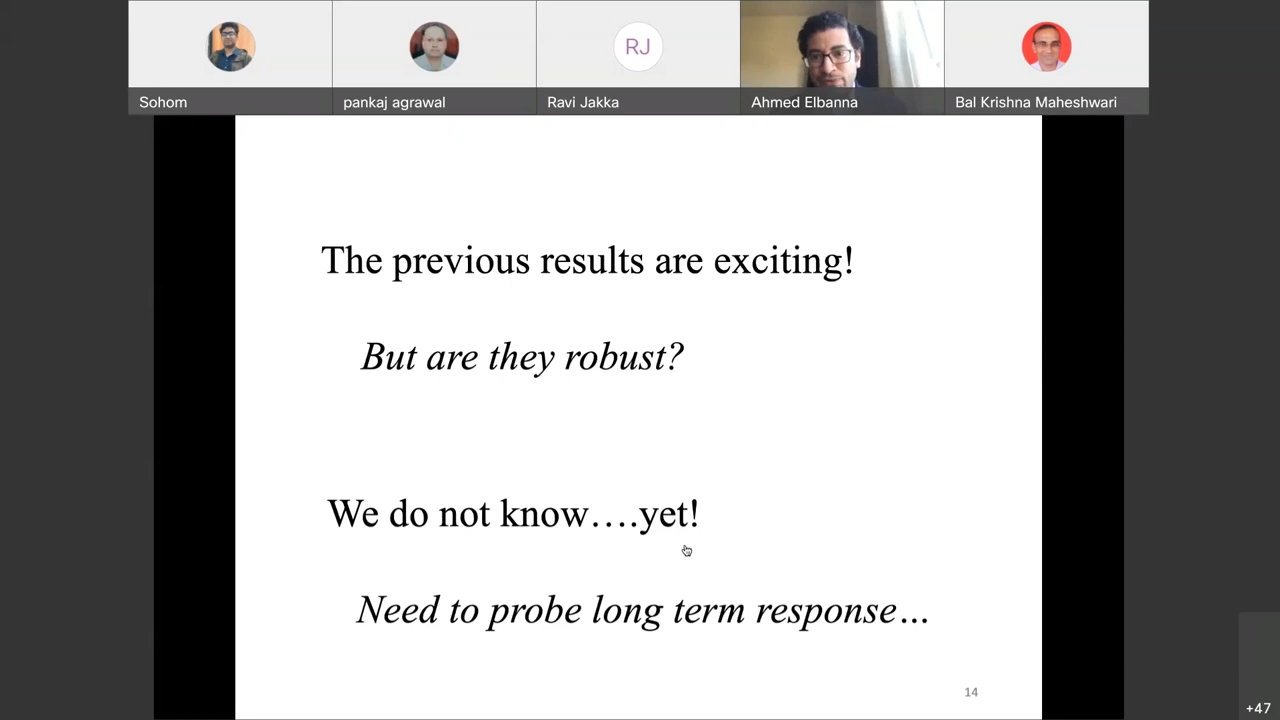 RJ
Sohom
pankaj agrawal
Ravi Jakka
Ahmed Elbanna
Bal Krishna Maheshwari
The previous results are exciting!
But are they robust?
We do not know….yet!
Need to probe long term response…
14
+47